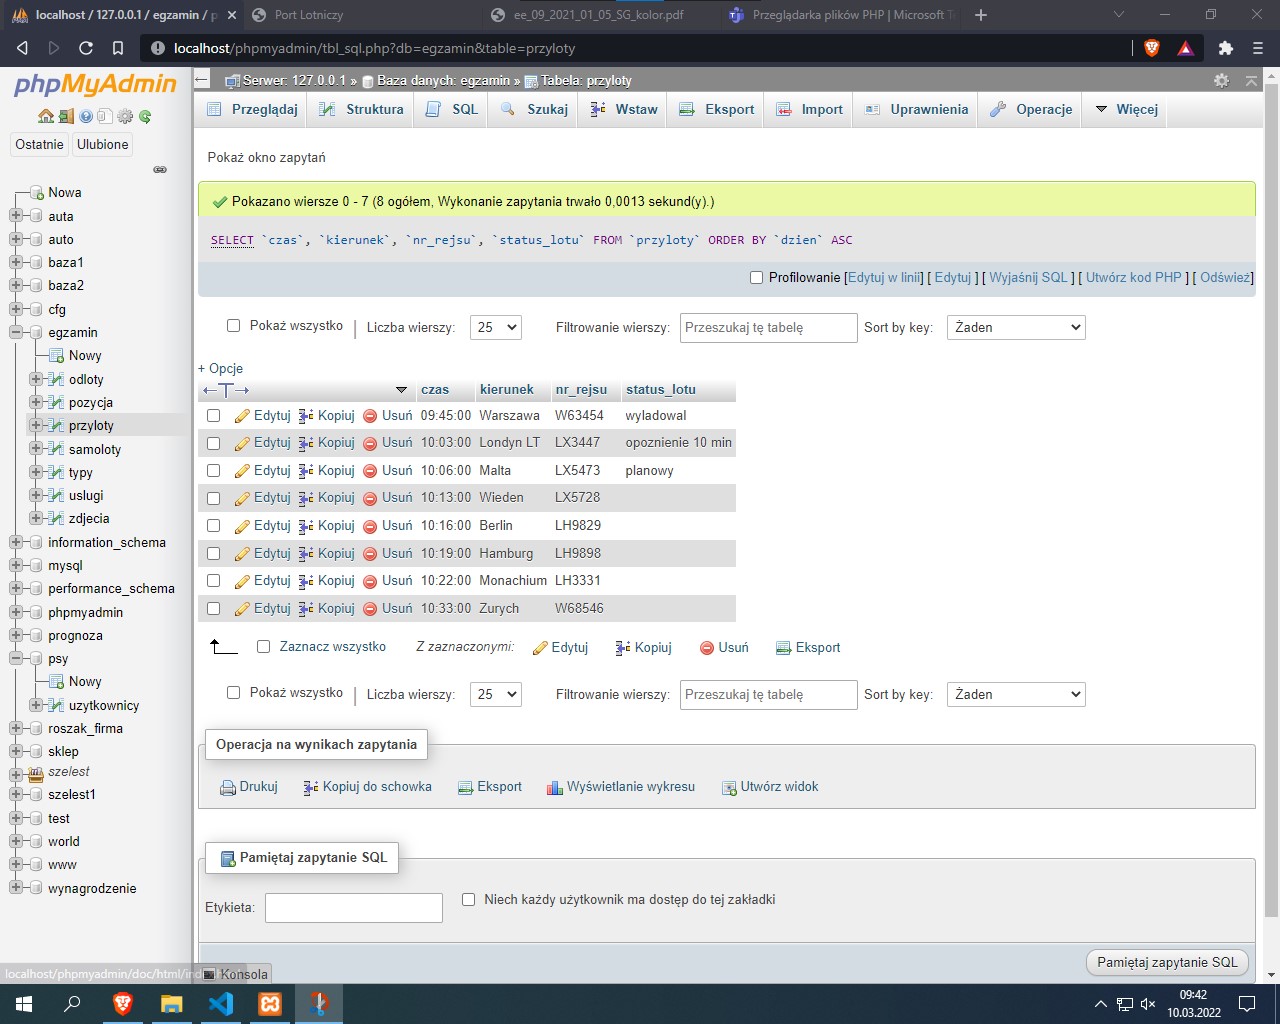 localhost / 127.0.0.1 / egzamin / p
Port Lotniczy
ee_09_2021_01_05_SG_kolor.pdf
Przeglądarka plików PHP | Microsoft T
localhost/phpmyadmin/tbl_sql.php?db=egzamin&table=przyloty
phpMyAdmin
Ostatnie
Ulubione
Nowa
auta
auto
baza1
baza2
cfg
egzamin
Nowy
odloty
pozycja
przyloty
samoloty
typy
uslugi
zdjecia
information_schema
mysql
performance_schema
phpmyadmin
prognoza
psy
Nowy
uzytkownicy
roszak_firma
sklep
szelest
szelest1
test
world
www
wynagrodzenie
Serwer: 127.0.0.1 » Baza danych: egzamin » Tabela: przyloty
Przeglądaj Struktura SQL Szukaj Wstaw Eksport Import Uprawnienia Operacje Więcej
Pokaż okno zapytań
Pokazano wiersze 0 - 7 (8 ogółem, Wykonanie zapytania trwało 0,0013 sekund(y).)
SELECT `czas`, `kierunek`, `nr_rejsu`, `status_lotu` FROM `przyloty` ORDER BY `dzien` ASC
Profilowanie [Edytuj w linii] [ Edytuj ] [ Wyjaśnij SQL ] [ Utwórz kod PHP ] [ Odśwież]
Pokaż wszystko | Liczba wierszy: 25 Filtrowanie wierszy: Przeszukaj tę tabelę Sort by key: Żaden
+ Opcje
czas kierunek nr_rejsu status_lotu
Edytuj Kopiuj Usuń 09:45:00 Warszawa W63454 wyladowal
Edytuj Kopiuj Usuń 10:03:00 Londyn LT LX3447 opoznienie 10 min
Edytuj Kopiuj Usuń 10:06:00 Malta LX5473 planowy
Edytuj Kopiuj Usuń 10:13:00 Wieden LX5728
Edytuj Kopiuj Usuń 10:16:00 Berlin LH9829
Edytuj Kopiuj Usuń 10:19:00 Hamburg LH9898
Edytuj Kopiuj Usuń 10:22:00 Monachium LH3331
Edytuj Kopiuj Usuń 10:33:00 Zurych W68546
Zaznacz wszystko Z zaznaczonymi: Edytuj Kopiuj Usuń Eksport
Pokaż wszystko | Liczba wierszy: 25 Filtrowanie wierszy: Przeszukaj tę tabelę Sort by key: Żaden
Operacja na wynikach zapytania
Drukuj Kopiuj do schowka Eksport Wyświetlanie wykresu Utwórz widok
Pamiętaj zapytanie SQL
Etykieta: Niech każdy użytkownik ma dostęp do tej zakładki
Pamiętaj zapytanie SQL
localhost/phpmyadmin/doc/html/ind
Konsola
09:42
10.03.2022